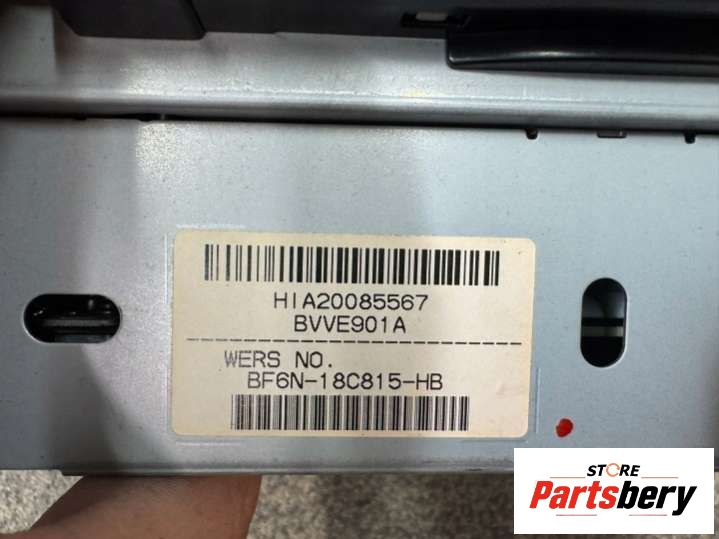 HIA20085567
BVVE901A
WERS NO.
BF6N-18C815-HB
STORE
Partsbery